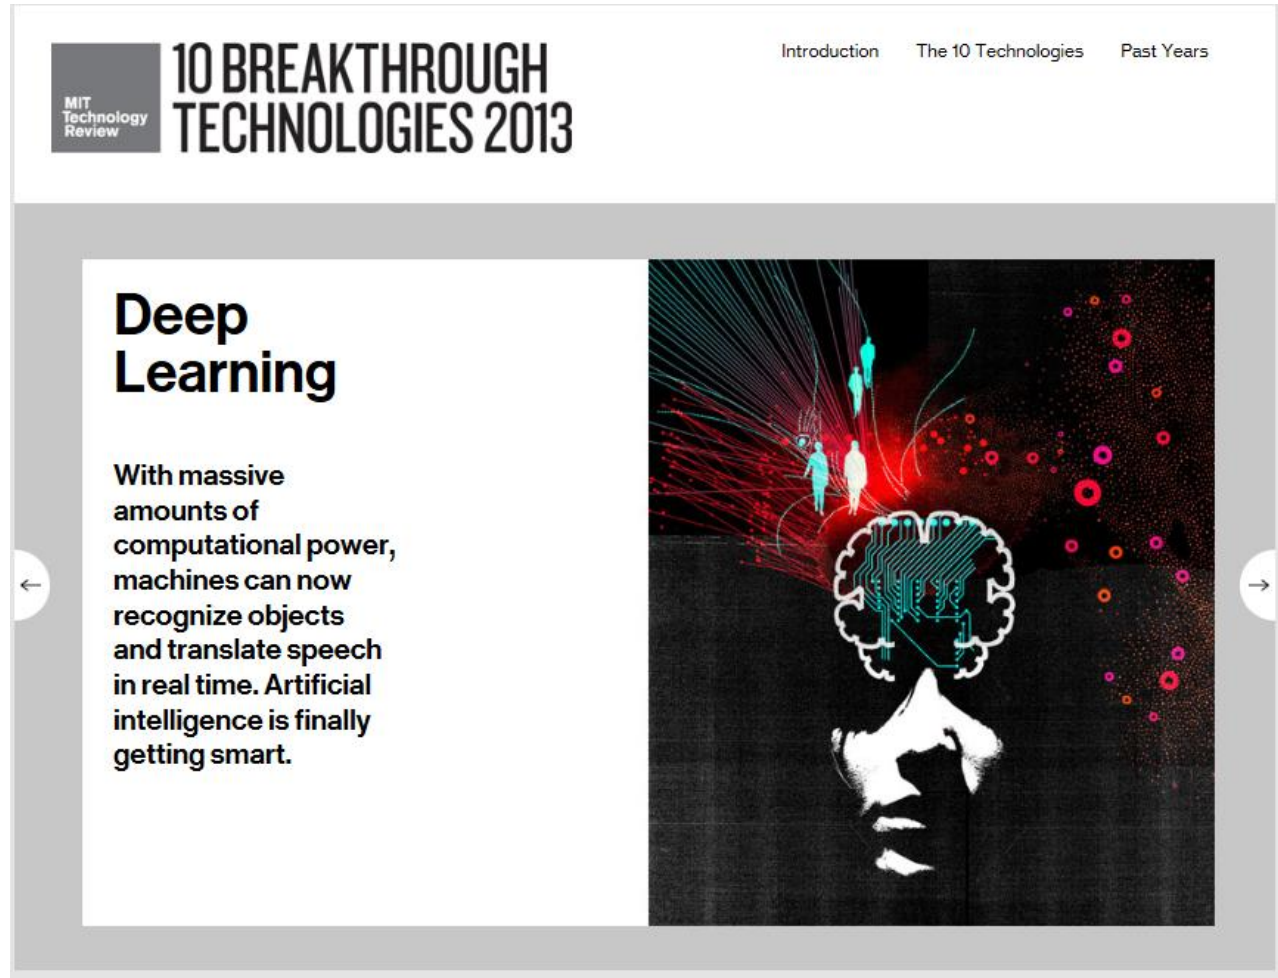 MIT
Technology
Review
10 BREAKTHROUGH
TECHNOLOGIES 2013
Introduction The 10 Technologies Past Years
Deep
Learning
With massive
amounts of
computational power,
machines can now
recognize objects
and translate speech
in real time. Artificial
intelligence is finally
getting smart.